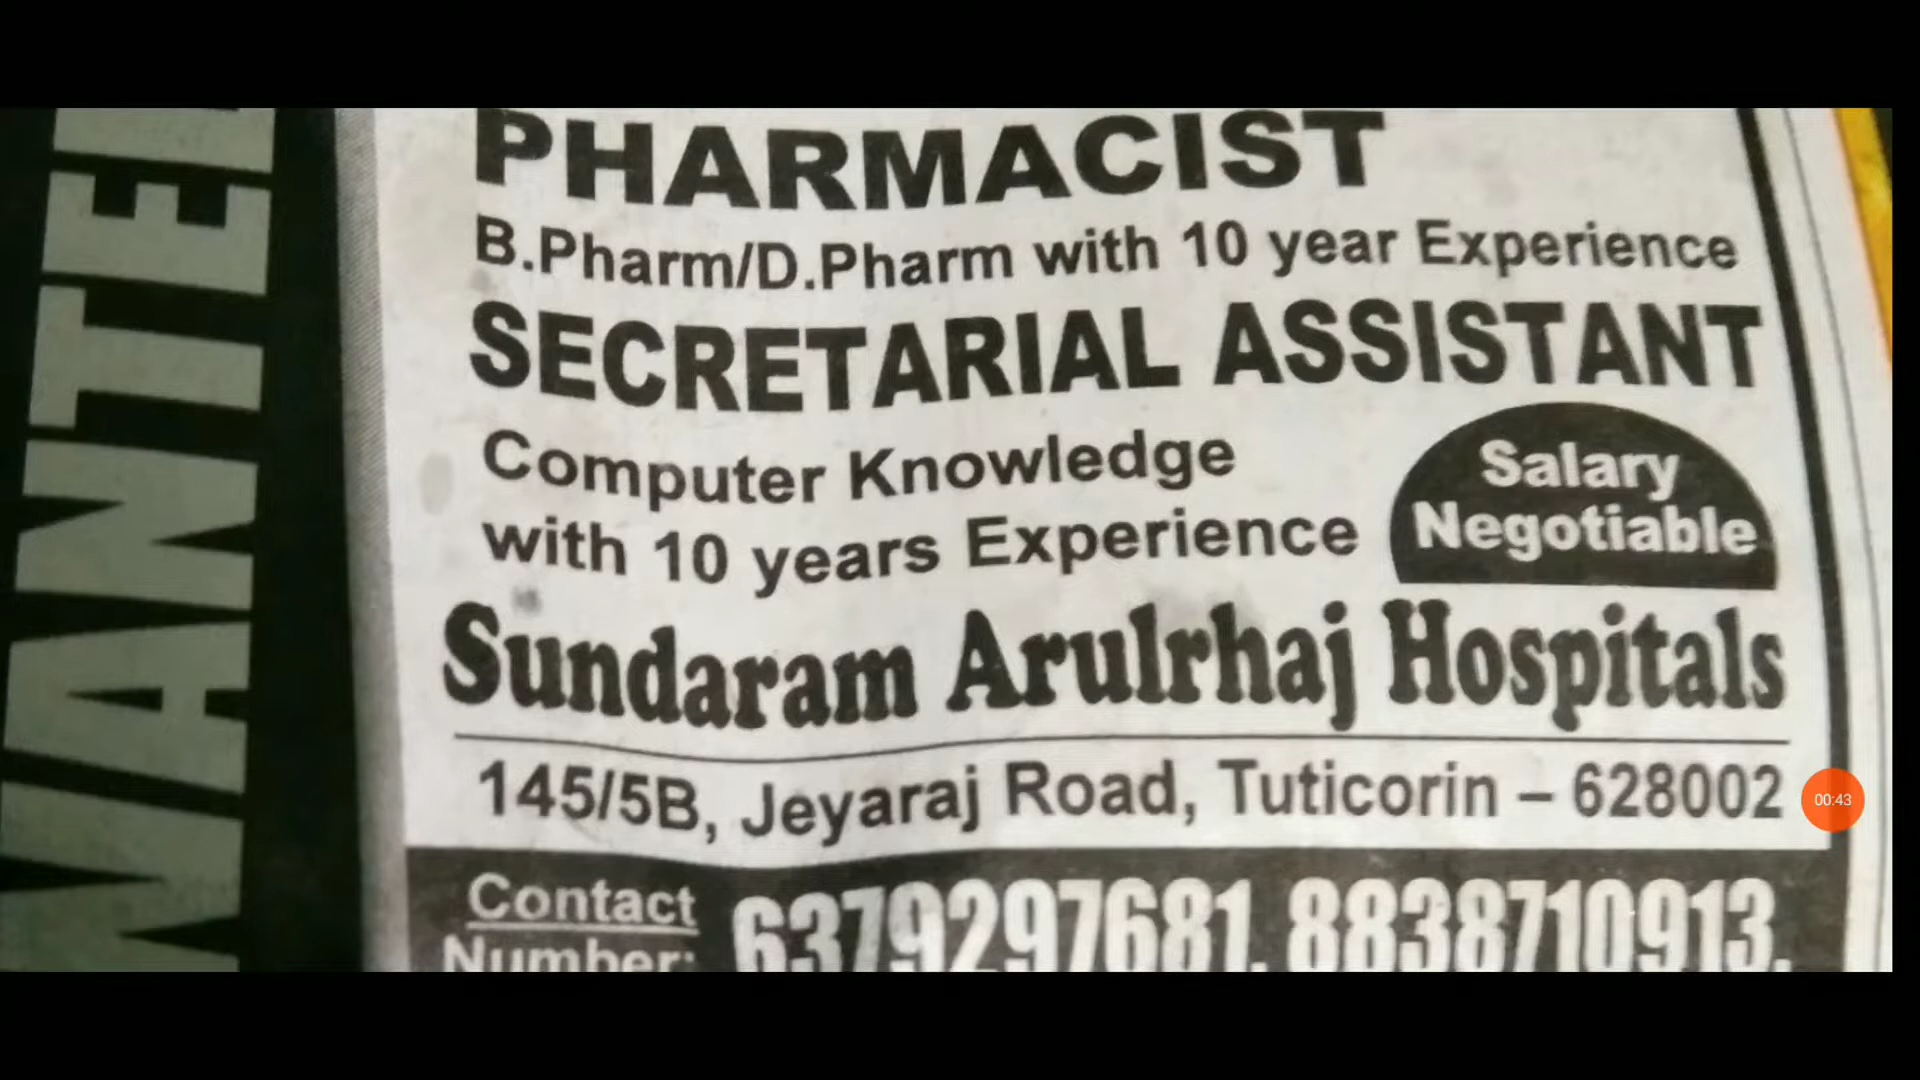 WANTED
PHARMACIST
B.Pharm/D.Pharm with 10 year Experience
SECRETARIAL ASSISTANT
Computer Knowledge
with 10 years Experience
Salary
Negotiable
Sundaram Arulrhaj Hospitals
145/5B, Jeyaraj Road, Tuticorin – 628002
00:43
Contact
Number:
6379297681, 8838710913,